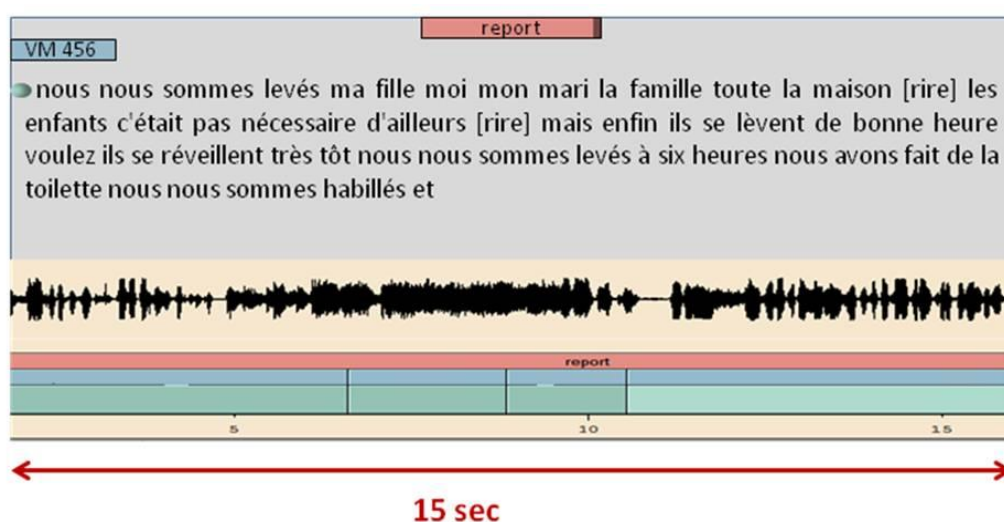 report
VM 456
nous nous sommes levés ma fille moi mon mari la famille toute la maison [rire] les
enfants c'était pas nécessaire d'ailleurs [rire] mais enfin ils se lèvent de bonne heure
voulez ils se réveillent très tôt nous nous sommes levés à six heures nous avons fait de la
toilette nous nous sommes habillés et
report
5 10 15
15 sec